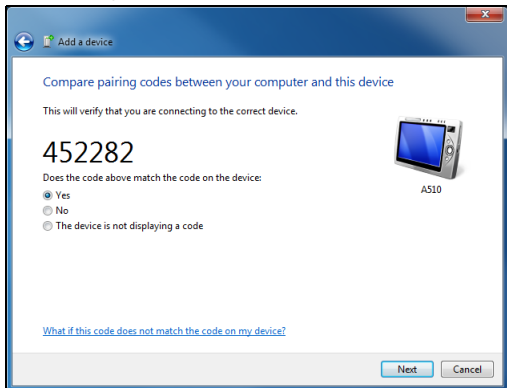 Add a device
Compare pairing codes between your computer and this device
This will verify that you are connecting to the correct device.
452282
Does the code above match the code on the device:
Yes
No
The device is not displaying a code
A510
What if this code does not match the code on my device?
Next Cancel